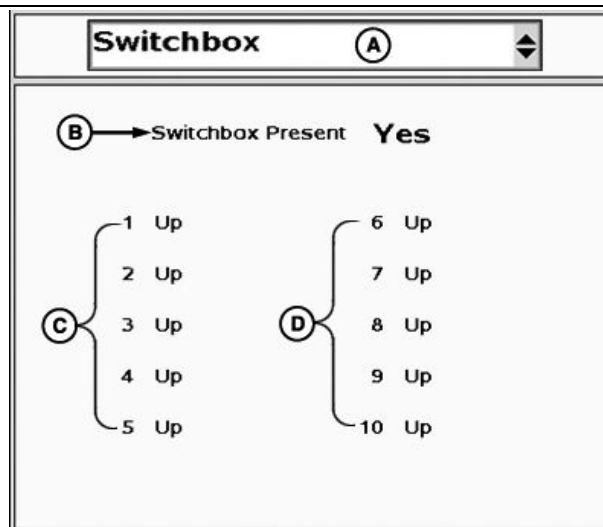 Switchbox A
B Switchbox Present Yes
1 Up 6 Up
2 Up 7 Up
C 3 Up D 8 Up
4 Up 9 Up
5 Up 10 Up